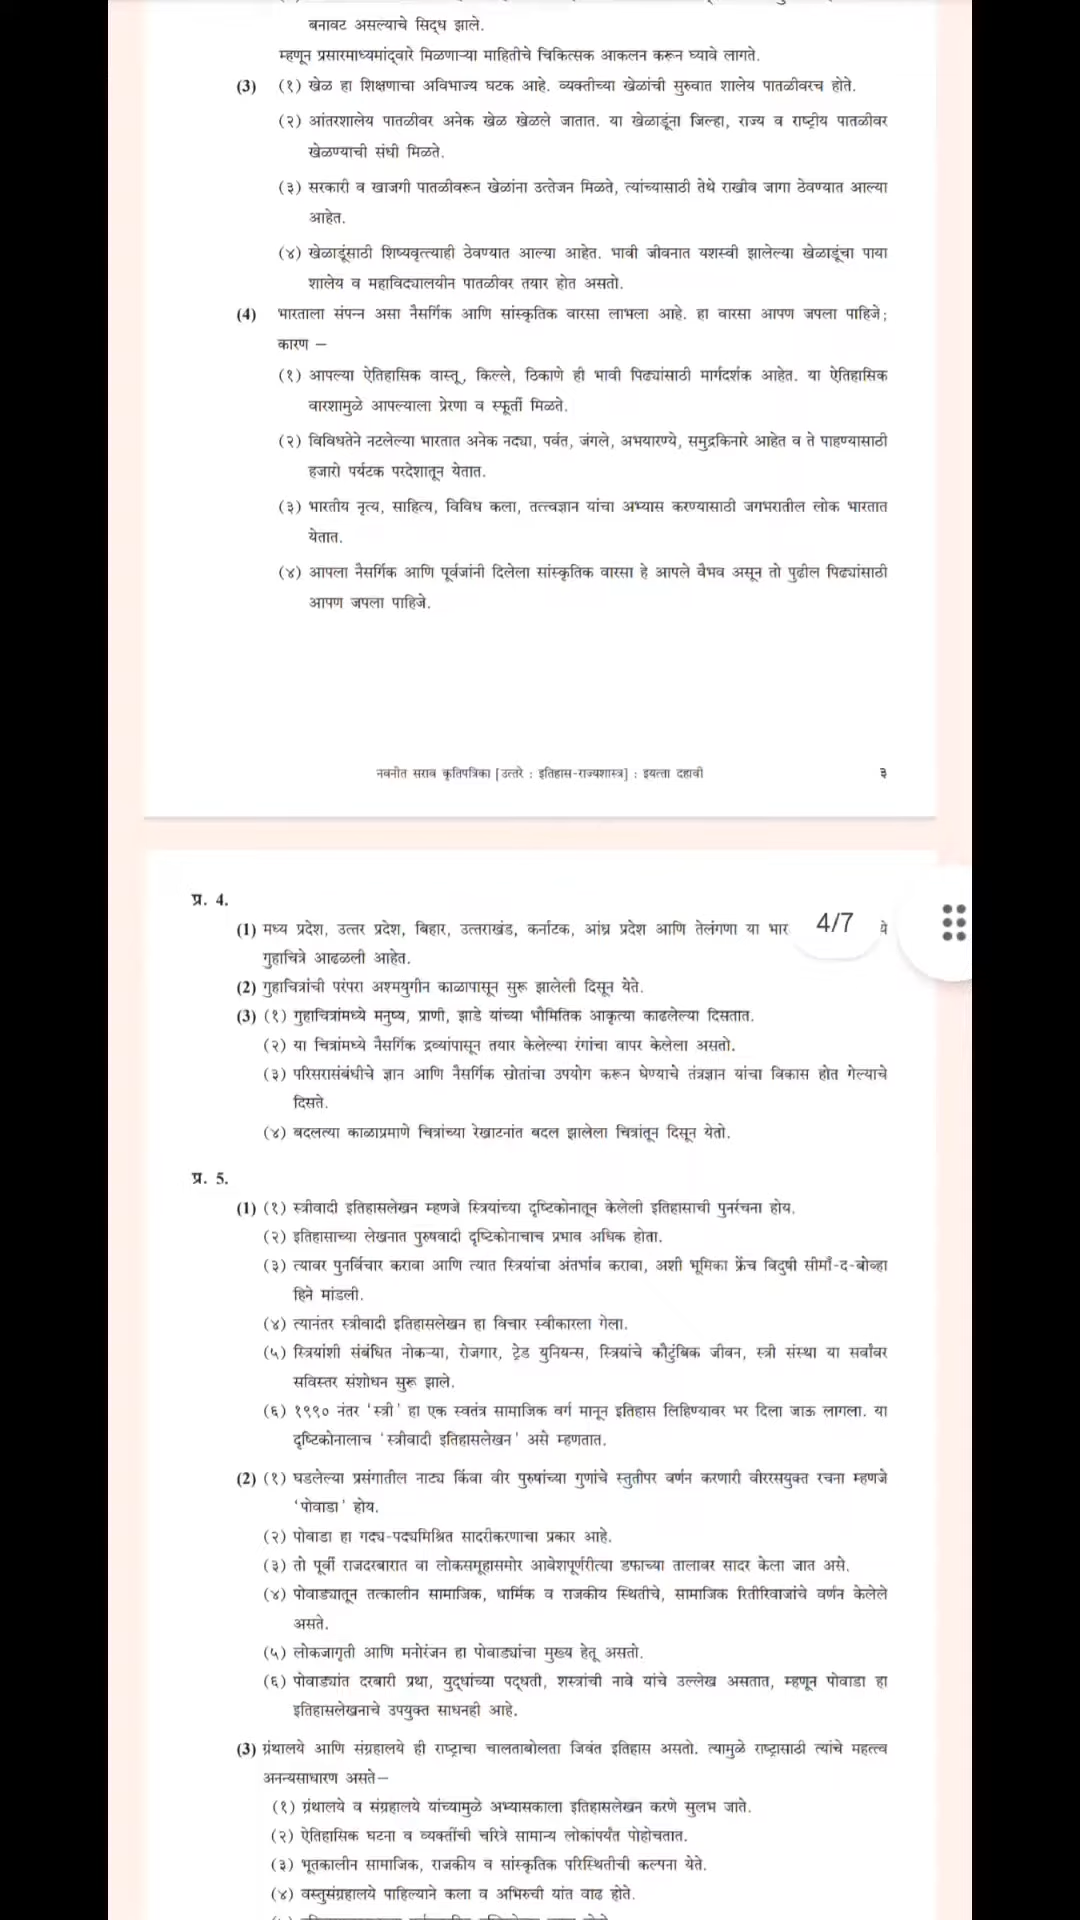 बनावट असल्याचे सिद्ध झाले.
म्हणून प्रसारमाध्यमांद्वारे मिळणाऱ्या माहितीचे चिकित्सक आकलन करून घ्यावे लागते.
(3) (१) खेळ हा शिक्षणाचा अविभाज्य घटक आहे. व्यक्तीच्या खेळांची सुरुवात शालेय पातळीवरच होते.
(२) आंतरशालेय पातळीवर अनेक खेळ खेळले जातात. या खेळाडूंना जिल्हा, राज्य व राष्ट्रीय पातळीवर
खेळण्याची संधी मिळते.
(३) सरकारी व खाजगी पातळीवरून खेळांना उत्तेजन मिळते, त्यांच्यासाठी तेथे राखीव जागा ठेवण्यात आल्या
आहेत.
(४) खेळाडूंसाठी शिष्यवृत्त्याही ठेवण्यात आल्या आहेत. भावी जीवनात यशस्वी झालेल्या खेळाडूंचा पाया
शालेय व महाविद्यालयीन पातळीवर तयार होत असतो.
(4) भारताला संपन्न असा नैसर्गिक आणि सांस्कृतिक वारसा लाभला आहे. हा वारसा आपण जपला पाहिजे;
कारण –
(१) आपल्या ऐतिहासिक वास्तू, किल्ले, ठिकाणे ही भावी पिढ्यांसाठी मार्गदर्शक आहेत. या ऐतिहासिक
वारशामुळे आपल्याला प्रेरणा व स्फूर्ती मिळते.
(२) विविधतेने नटलेल्या भारतात अनेक नद्या, पर्वत, जंगले, अभयारण्ये, समुद्रकिनारे आहेत व ते पाहण्यासाठी
हजारो पर्यटक परदेशातून येतात.
(३) भारतीय नृत्य, साहित्य, विविध कला, तत्त्वज्ञान यांचा अभ्यास करण्यासाठी जगभरातील लोक भारतात
येतात.
(४) आपला नैसर्गिक आणि पूर्वजांनी दिलेला सांस्कृतिक वारसा हे आपले वैभव असून तो पुढील पिढ्यांसाठी
आपण जपला पाहिजे.
नवनीत सराव कृतिपत्रिका [उत्तरे : इतिहास-राज्यशास्त्र] : इयत्ता दहावी ३
प्र. 4.
(1) मध्य प्रदेश, उत्तर प्रदेश, बिहार, उत्तराखंड, कर्नाटक, आंध्र प्रदेश आणि तेलंगणा या भार 4/7 ये
गुहाचित्रे आढळली आहेत.
(2) गुहाचित्रांची परंपरा अश्मयुगीन काळापासून सुरू झालेली दिसून येते.
(3) (१) गुहाचित्रांमध्ये मनुष्य, प्राणी, झाडे यांच्या भौमितिक आकृत्या काढलेल्या दिसतात.
(२) या चित्रांमध्ये नैसर्गिक द्रव्यांपासून तयार केलेल्या रंगांचा वापर केलेला असतो.
(३) परिसरासंबंधीचे ज्ञान आणि नैसर्गिक स्रोतांचा उपयोग करून घेण्याचे तंत्रज्ञान यांचा विकास होत गेल्याचे
दिसते.
(४) बदलत्या काळाप्रमाणे चित्रांच्या रेखाटनांत बदल झालेला चित्रांतून दिसून येतो.
प्र. 5.
(1) (१) स्त्रीवादी इतिहासलेखन म्हणजे स्त्रियांच्या दृष्टिकोनातून केलेली इतिहासाची पुनर्रचना होय.
(२) इतिहासाच्या लेखनात पुरुषवादी दृष्टिकोनाचाच प्रभाव अधिक होता.
(३) त्यावर पुनर्विचार करावा आणि त्यात स्त्रियांचा अंतर्भाव करावा, अशी भूमिका फ्रेंच विदुषी सीमाँ-द-बोव्हा
हिने मांडली.
(४) त्यानंतर स्त्रीवादी इतिहासलेखन हा विचार स्वीकारला गेला.
(५) स्त्रियांशी संबंधित नोकऱ्या, रोजगार, ट्रेड युनियन्स, स्त्रियांचे कौटुंबिक जीवन, स्त्री संस्था या सर्वांवर
सविस्तर संशोधन सुरू झाले.
(६) १९९० नंतर 'स्त्री' हा एक स्वतंत्र सामाजिक वर्ग मानून इतिहास लिहिण्यावर भर दिला जाऊ लागला. या
दृष्टिकोनालाच 'स्त्रीवादी इतिहासलेखन' असे म्हणतात.
(2) (१) घडलेल्या प्रसंगातील नाट्य किंवा वीर पुरुषांच्या गुणांचे स्तुतीपर वर्णन करणारी वीररसयुक्त रचना म्हणजे
'पोवाडा' होय.
(२) पोवाडा हा गद्य-पद्यमिश्रित सादरीकरणाचा प्रकार आहे.
(३) तो पूर्वी राजदरबारात वा लोकसमूहासमोर आवेशपूर्णरीत्या डफाच्या तालावर सादर केला जात असे.
(४) पोवाड्यातून तत्कालीन सामाजिक, धार्मिक व राजकीय स्थितीचे, सामाजिक रितीरिवाजांचे वर्णन केलेले
असते.
(५) लोकजागृती आणि मनोरंजन हा पोवाड्यांचा मुख्य हेतू असतो.
(६) पोवाड्यांत दरबारी प्रथा, युद्धांच्या पद्धती, शस्त्रांची नावे यांचे उल्लेख असतात, म्हणून पोवाडा हा
इतिहासलेखनाचे उपयुक्त साधनही आहे.
(3) ग्रंथालये आणि संग्रहालये ही राष्ट्राचा चालताबोलता जिवंत इतिहास असतो. त्यामुळे राष्ट्रासाठी त्यांचे महत्त्व
अनन्यसाधारण असते–
(१) ग्रंथालये व संग्रहालये यांच्यामुळे अभ्यासकाला इतिहासलेखन करणे सुलभ जाते.
(२) ऐतिहासिक घटना व व्यक्तींची चरित्रे सामान्य लोकांपर्यंत पोहोचतात.
(३) भूतकालीन सामाजिक, राजकीय व सांस्कृतिक परिस्थितीची कल्पना येते.
(४) वस्तुसंग्रहालये पाहिल्याने कला व अभिरुची यांत वाढ होते.